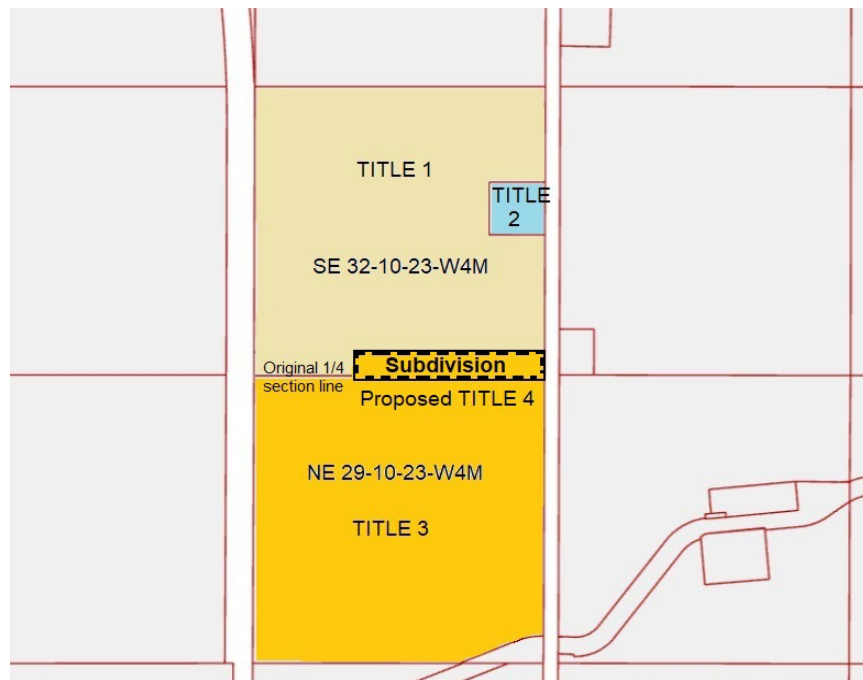 TITLE 1
TITLE
2
SE 32-10-23-W4M
Original 1/4
section line
Subdivision
Proposed TITLE 4
NE 29-10-23-W4M
TITLE 3